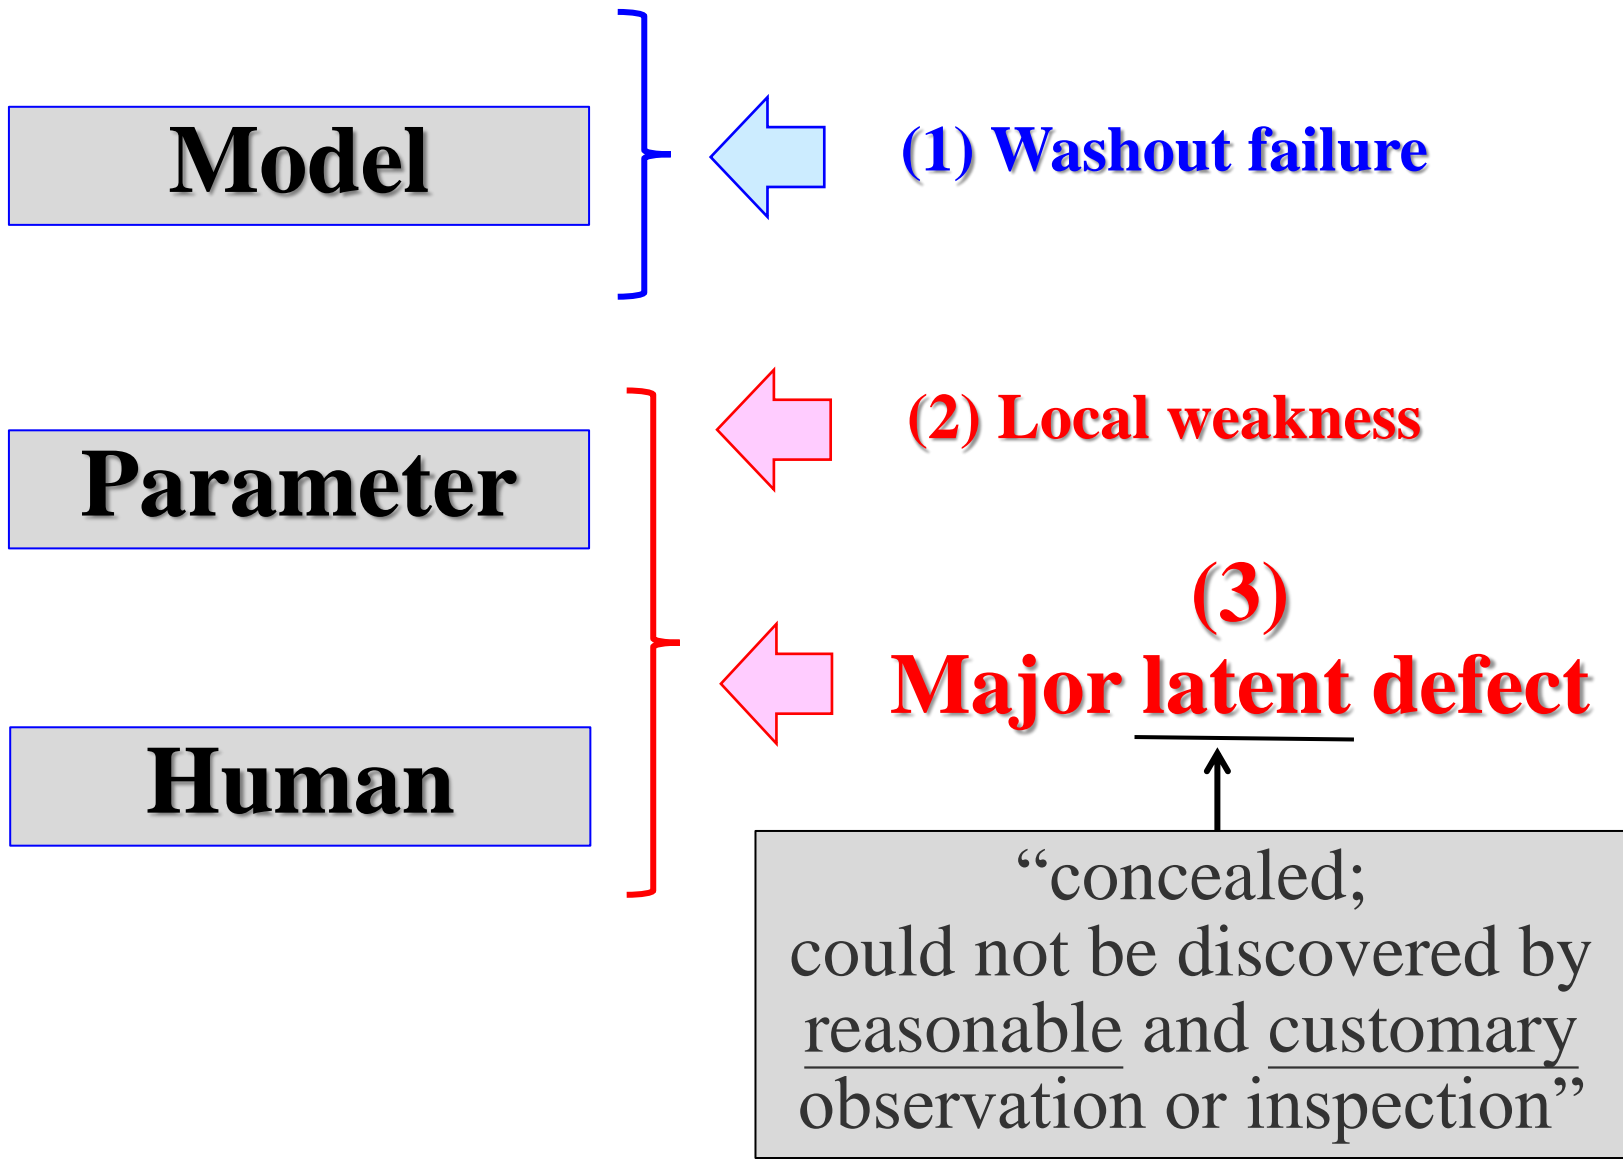 Model
(1) Washout failure
Parameter
(2) Local weakness
Human
(3)
Major latent defect
“concealed;
could not be discovered by
reasonable and customary
observation or inspection”